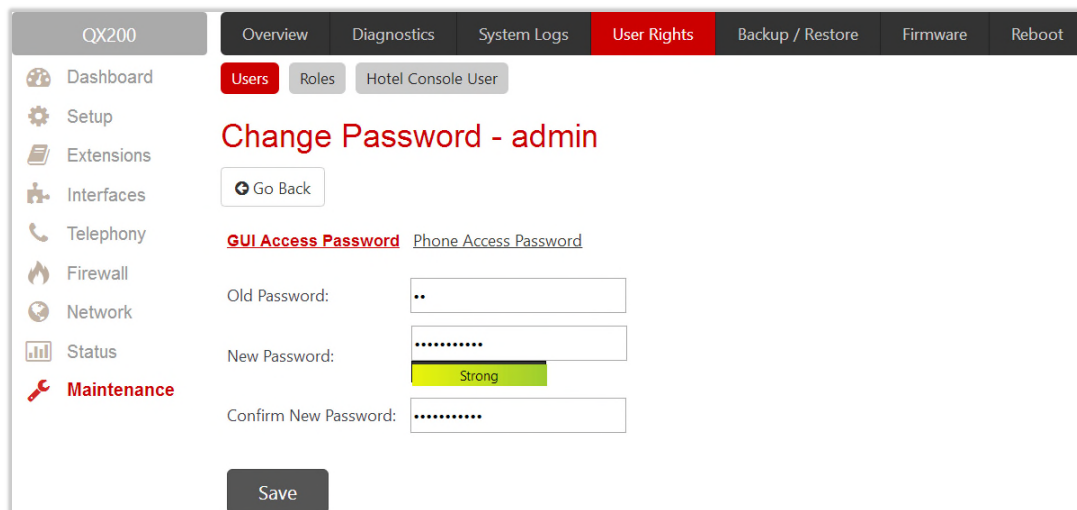 QX200
Overview Diagnostics System Logs User Rights Backup / Restore Firmware Reboot
Users Roles Hotel Console User
Dashboard
Setup
Extensions
Interfaces
Telephony
Firewall
Network
Status
Maintenance
Change Password - admin
Go Back
GUI Access Password Phone Access Password
Old Password: ••
New Password: •••••••••••
Strong
Confirm New Password: •••••••••••
Save